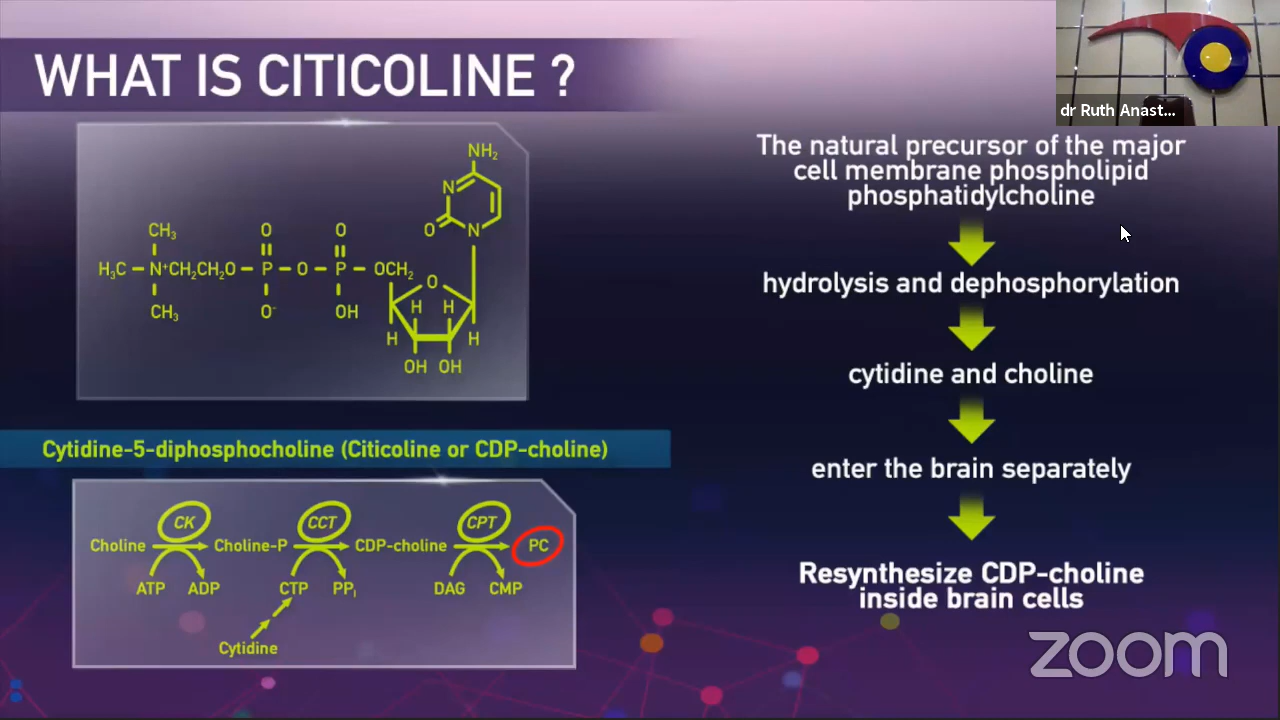 WHAT IS CITICOLINE ?
dr Ruth Anast...
NH₂
N
O
N
CH₃
O
O
H₃C
N⁺CH₂CH₂O
P
O
P
OCH₂
O
CH₃
O⁻
OH
H
H
H
H
OH
OH
Cytidine-5-diphosphocholine (Citicoline or CDP-choline)
CK
CCT
CPT
Choline
Choline-P
CDP-choline
PC
ATP
ADP
CTP
PPᵢ
DAG
CMP
Cytidine
The natural precursor of the major
cell membrane phospholipid
phosphatidylcholine
hydrolysis and dephosphorylation
cytidine and choline
enter the brain separately
Resynthesize CDP-choline
inside brain cells
zoom